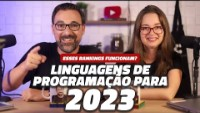 ESSES RANKINGS FUNCIONAM?
LINGUAGENS DE
PROGRAMAÇÃO PARA
2023